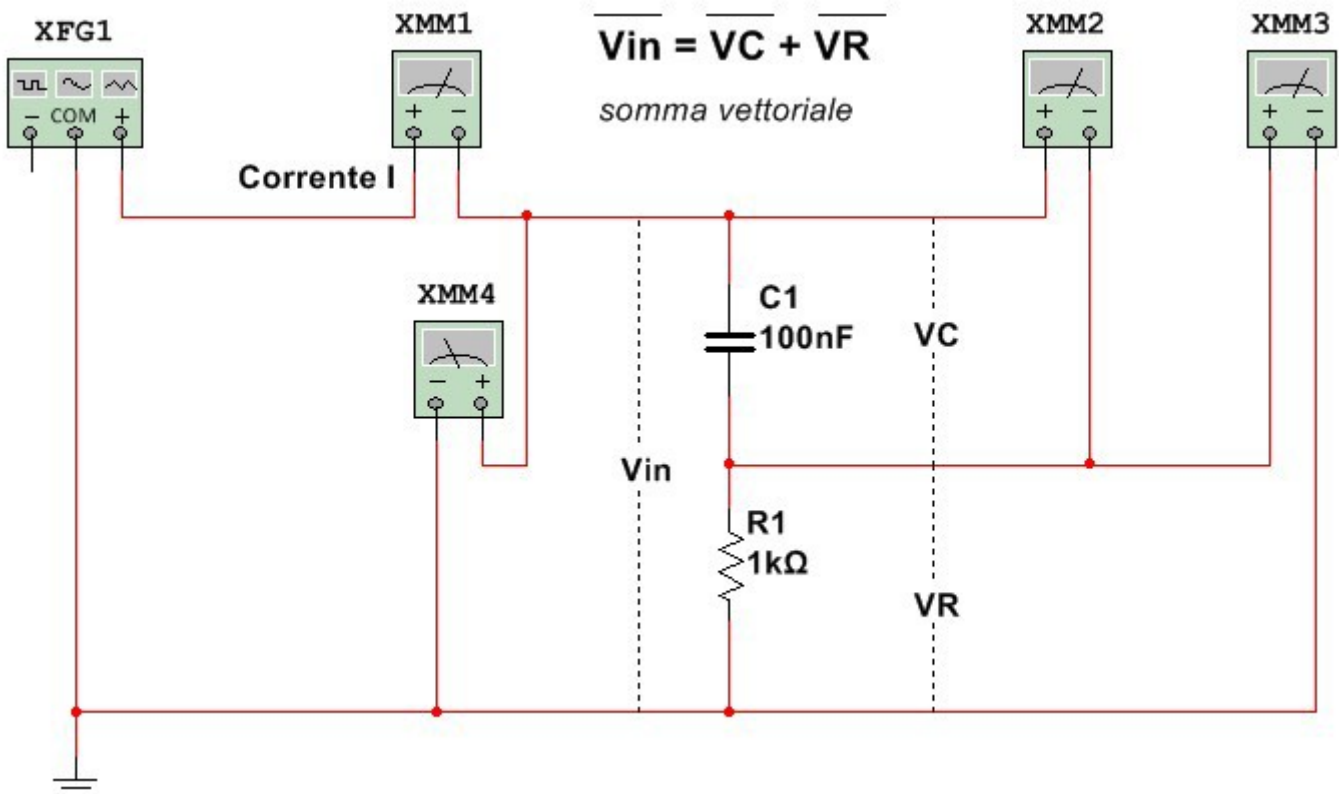 XFG1
COM
XMM1
Vin = VC + VR
somma vettoriale
XMM2
XMM3
Corrente I
XMM4
C1
100nF
VC
Vin
R1
1kΩ
VR